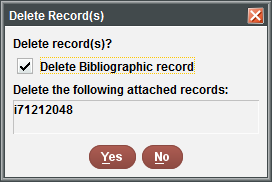 Delete Record(s)
Delete record(s)?
Delete Bibliographic record
Delete the following attached records:
i71212048
Yes No